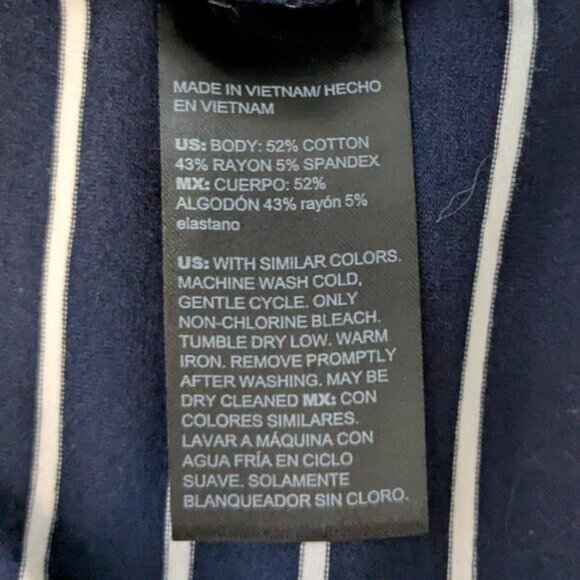 MADE IN VIETNAM/ HECHO
EN VIETNAM
US: BODY: 52% COTTON
43% RAYON 5% SPANDEX
MX: CUERPO: 52%
ALGODÓN 43% rayón 5%
elastano
US: WITH SIMILAR COLORS.
MACHINE WASH COLD,
GENTLE CYCLE. ONLY
NON-CHLORINE BLEACH.
TUMBLE DRY LOW. WARM
IRON. REMOVE PROMPTLY
AFTER WASHING. MAY BE
DRY CLEANED MX: CON
COLORES SIMILARES.
LAVAR A MÁQUINA CON
AGUA FRÍA EN CICLO
SUAVE. SOLAMENTE
BLANQUEADOR SIN CLORO.